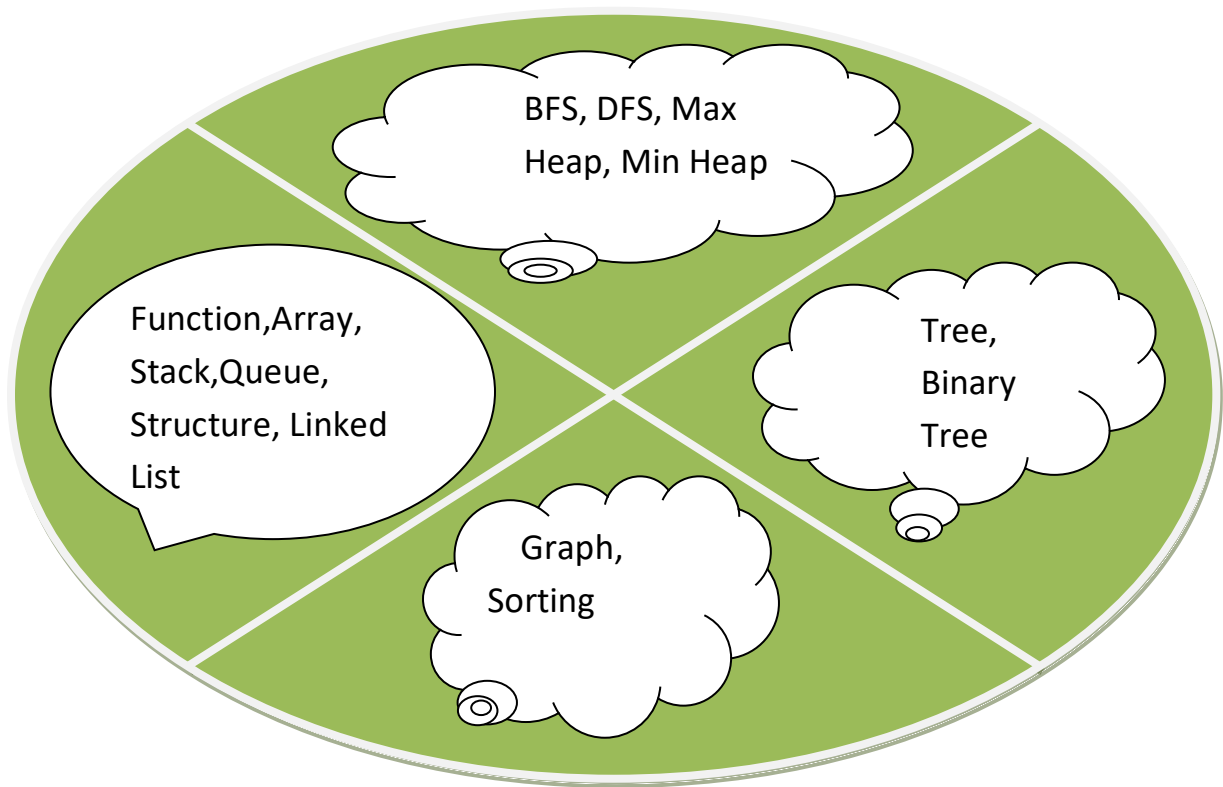 BFS, DFS, Max
Heap, Min Heap
Function,Array,
Stack,Queue,
Structure, Linked
List
Tree,
Binary
Tree
Graph,
Sorting